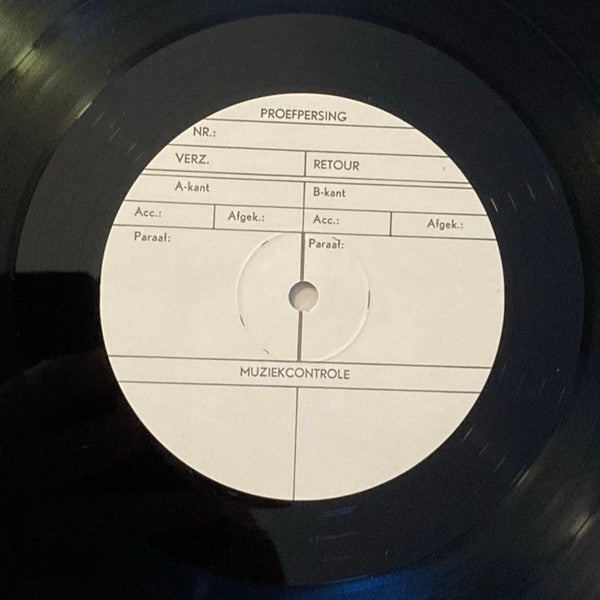 PROEFPERSING
NR.:
VERZ. RETOUR
A-kant B-kant
Acc.: Afgek.: Acc.: Afgek.:
Paraaf: Paraaf:
MUZIEKCONTROLE